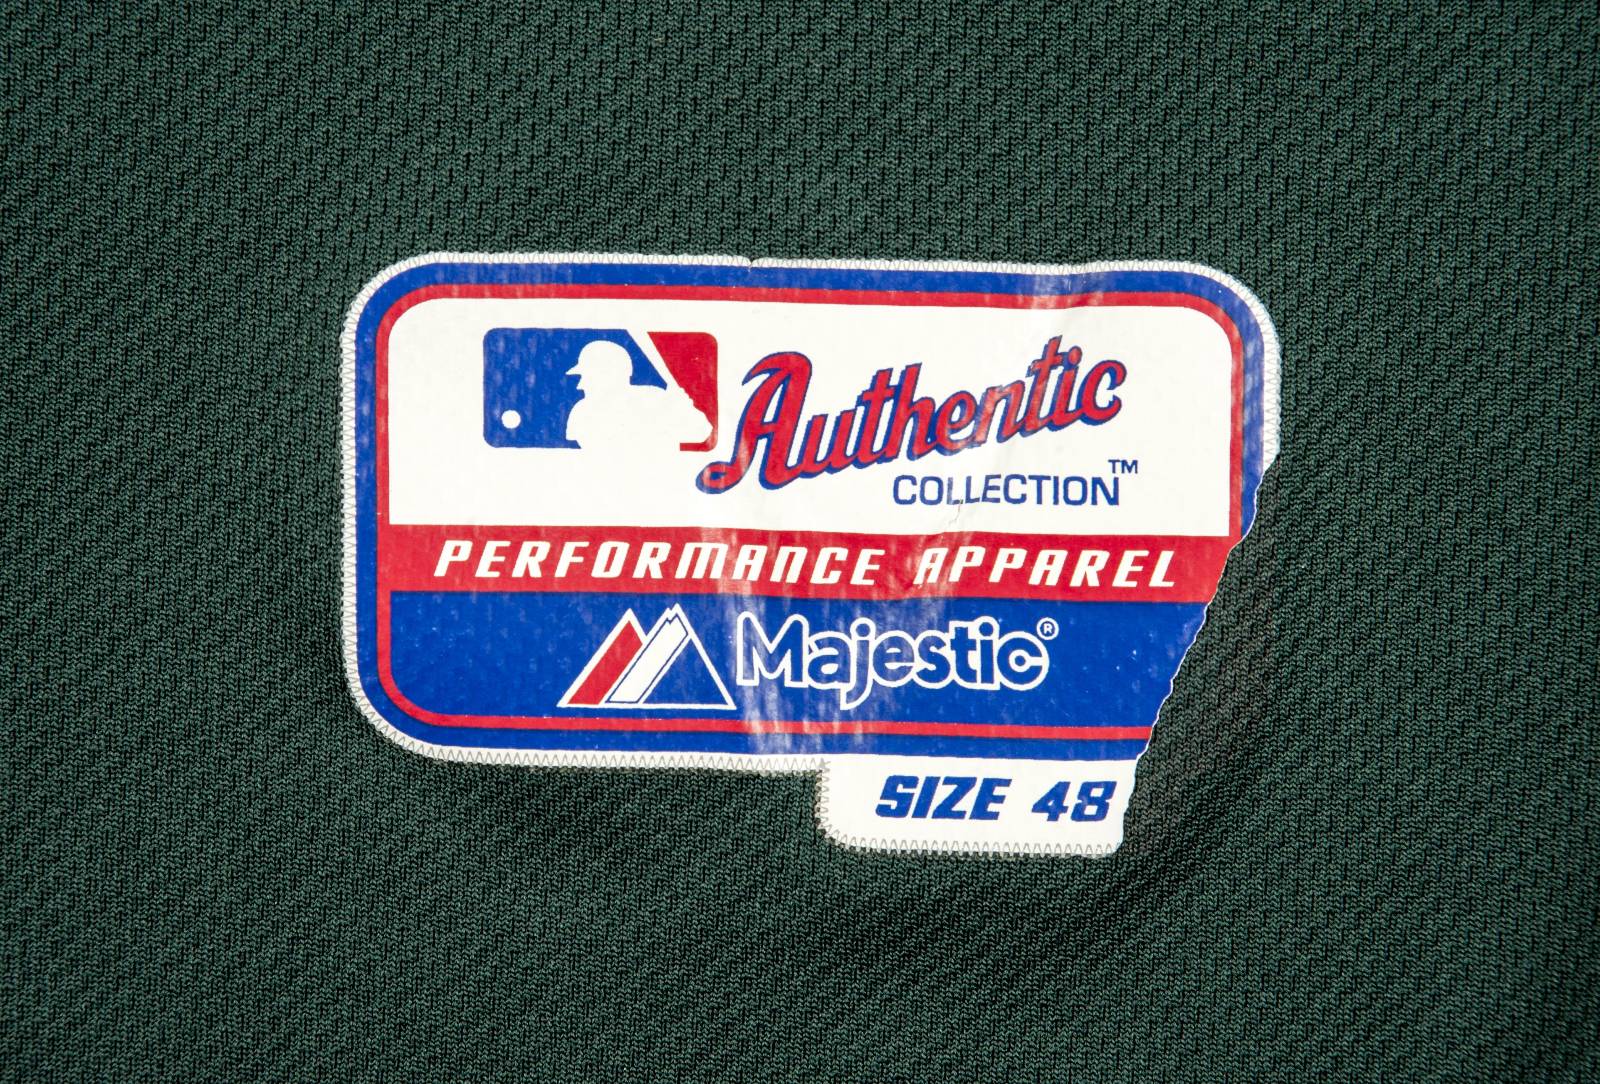 Authentic
COLLECTION™
PERFORMANCE APPAREL
Majestic®
SIZE 48